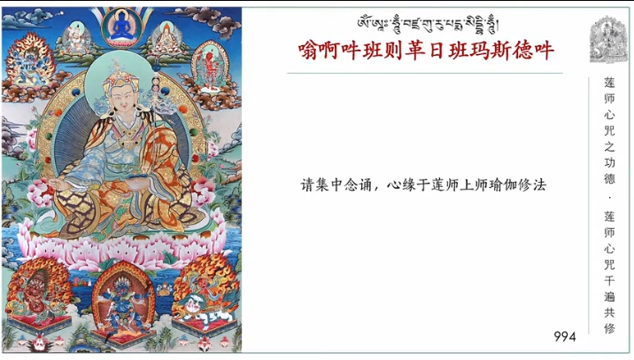 ༀ་ཨཱཿ་ཧཱུྃ་བཛྲ་གུ་རུ་པདྨ་སིདྡྷི་ཧཱུྃ།
嗡啊吽班则革日班玛斯德吽
请集中念诵，心缘于莲师上师瑜伽修法
莲师心咒之功德·莲师心咒千遍共修
994